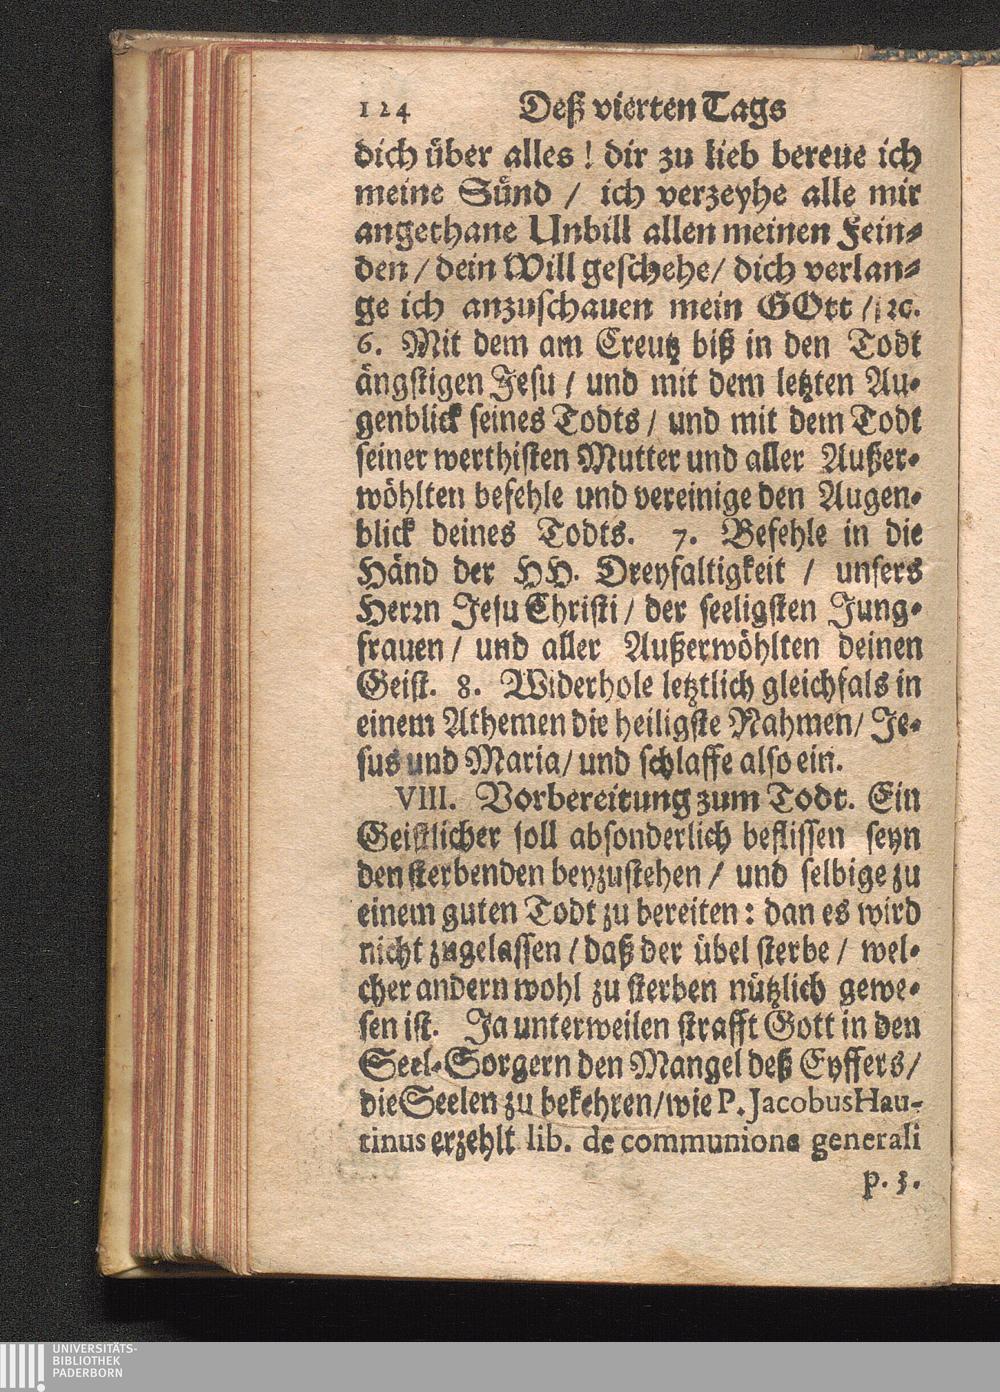 124 Deß vierten Tags
dich über alles ! dir zu lieb bereue ich
meine Sünd / ich verzeyhe alle mir
angethane Unbill allen meinen Fein-
den / dein Will geschehe / dich verlan-
ge ich anzuschauen mein GOtt / ꝛc.
6. Mit dem am Creutz biß in den Todt
ängstigen Jesu / und mit dem letzten Au-
genblick seines Todts / und mit dem Todt
seiner werthisten Mutter und aller Außer-
wöhlten befehle und vereinige den Augen-
blick deines Todts. 7. Befehle in die
Händ der HH. Dreyfaltigkeit / unsers
Herꝛn Jesu Christi / der seeligsten Jung-
frauen / und aller Außerwöhlten deinen
Geist. 8. Widerhole letztlich gleichfals in
einem Athemen die heiligste Nahmen / Je-
sus und Maria / und schlaffe also ein.
VIII. Vorbereitung zum Todt. Ein
Geistlicher soll absonderlich beflissen seyn
den sterbenden beyzustehen / und selbige zu
einem guten Todt zu bereiten : dan es wird
nicht zugelassen / daß der übel sterbe / wel-
cher andern wohl zu sterben nützlich gewe-
sen ist. Ja unterweilen strafft Gott in den
Seel-Sorgern den Mangel deß Eyffers /
die Seelen zu bekehren / wie P. Jacobus Hau-
tinus erzehlt lib. de communione generali
p. 3.
UNIVERSITÄTS-
BIBLIOTHEK
PADERBORN